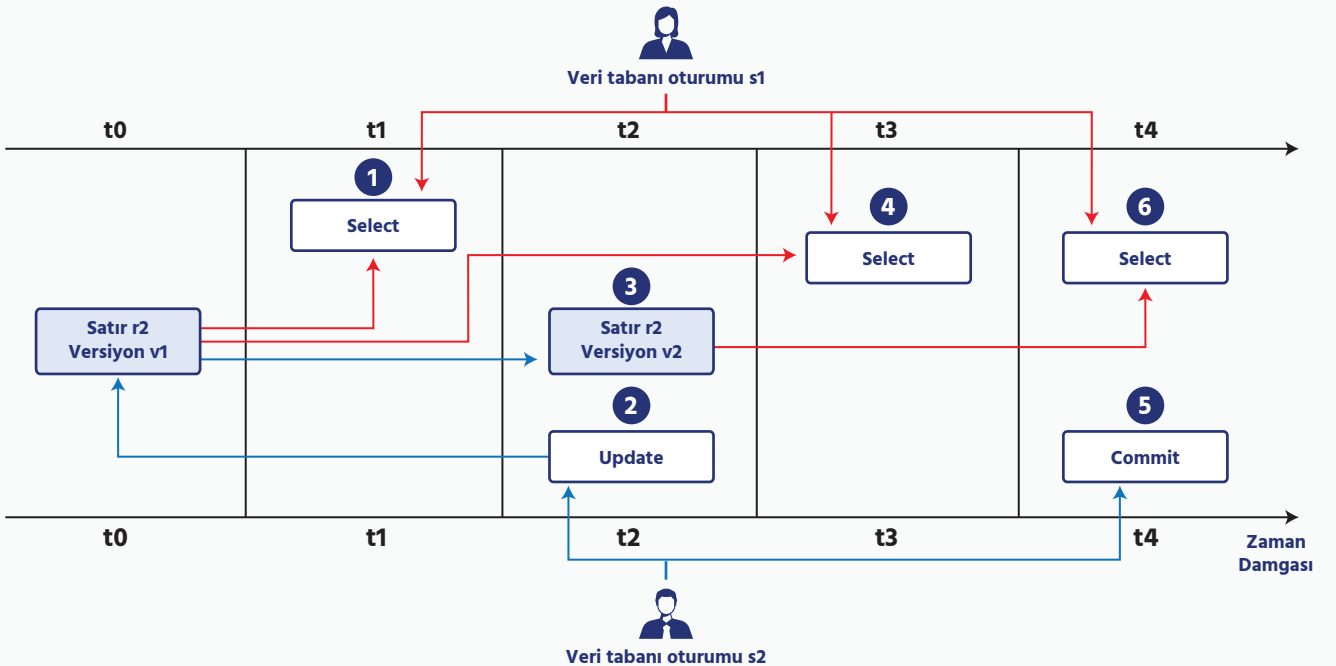 Veri tabanı oturumu s1
t0
t1
t2
t3
t4
1
Select
4
Select
6
Select
3
Satır r2
Versiyon v1
Satır r2
Versiyon v2
2
Update
5
Commit
t0
t1
t2
t3
t4
Zaman
Damgası
Veri tabanı oturumu s2